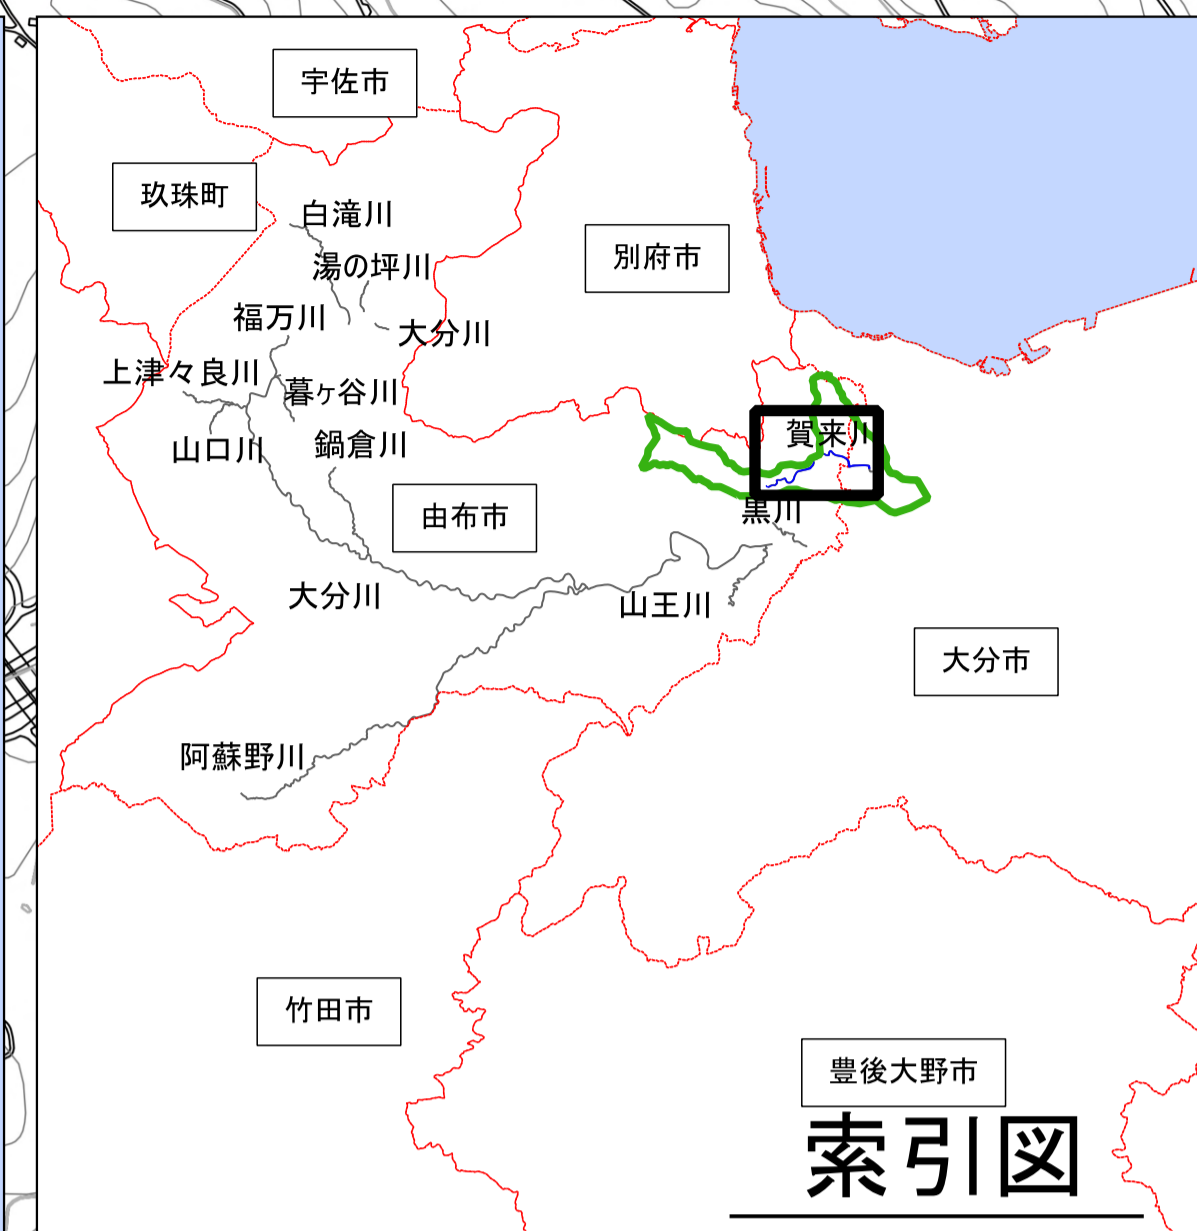 宇佐市
玖珠町
白滝川
別府市
湯の坪川
福万川
大分川
上津々良川
暮ヶ谷川
賀来川
山口川
鍋倉川
由布市
黒川
大分川
山王川
大分市
阿蘇野川
竹田市
豊後大野市
索引図